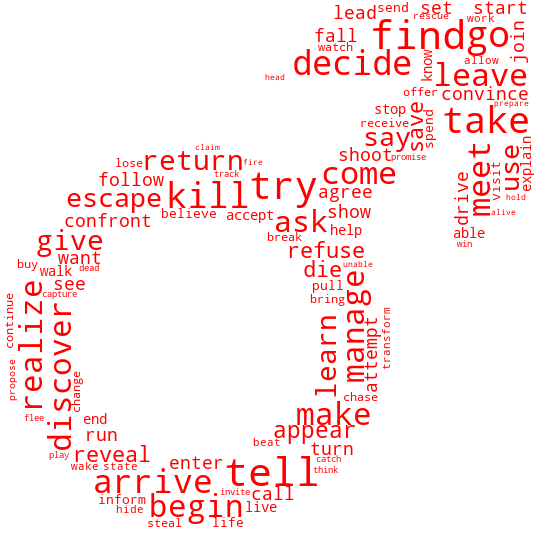 lead send set start
rescue work
fall find go join
watch
decide know allow
head leave
offer convince
prepare
stop save spend take
receive
say
claim promise
return shoot meet use explain
lose fire
track
follow try come visit
kill agree drive hold
escape
believe accept ask show alive
confront
break help able
give refuse win
want
buy walk dead die unable
see pull
capture bring manage
continue realize discover learn attempt transform
propose change chase
flee end make
run appear
beat
play reveal turn
wake state enter tell catch
think
arrive
invite call
inform begin live
hide
steal life